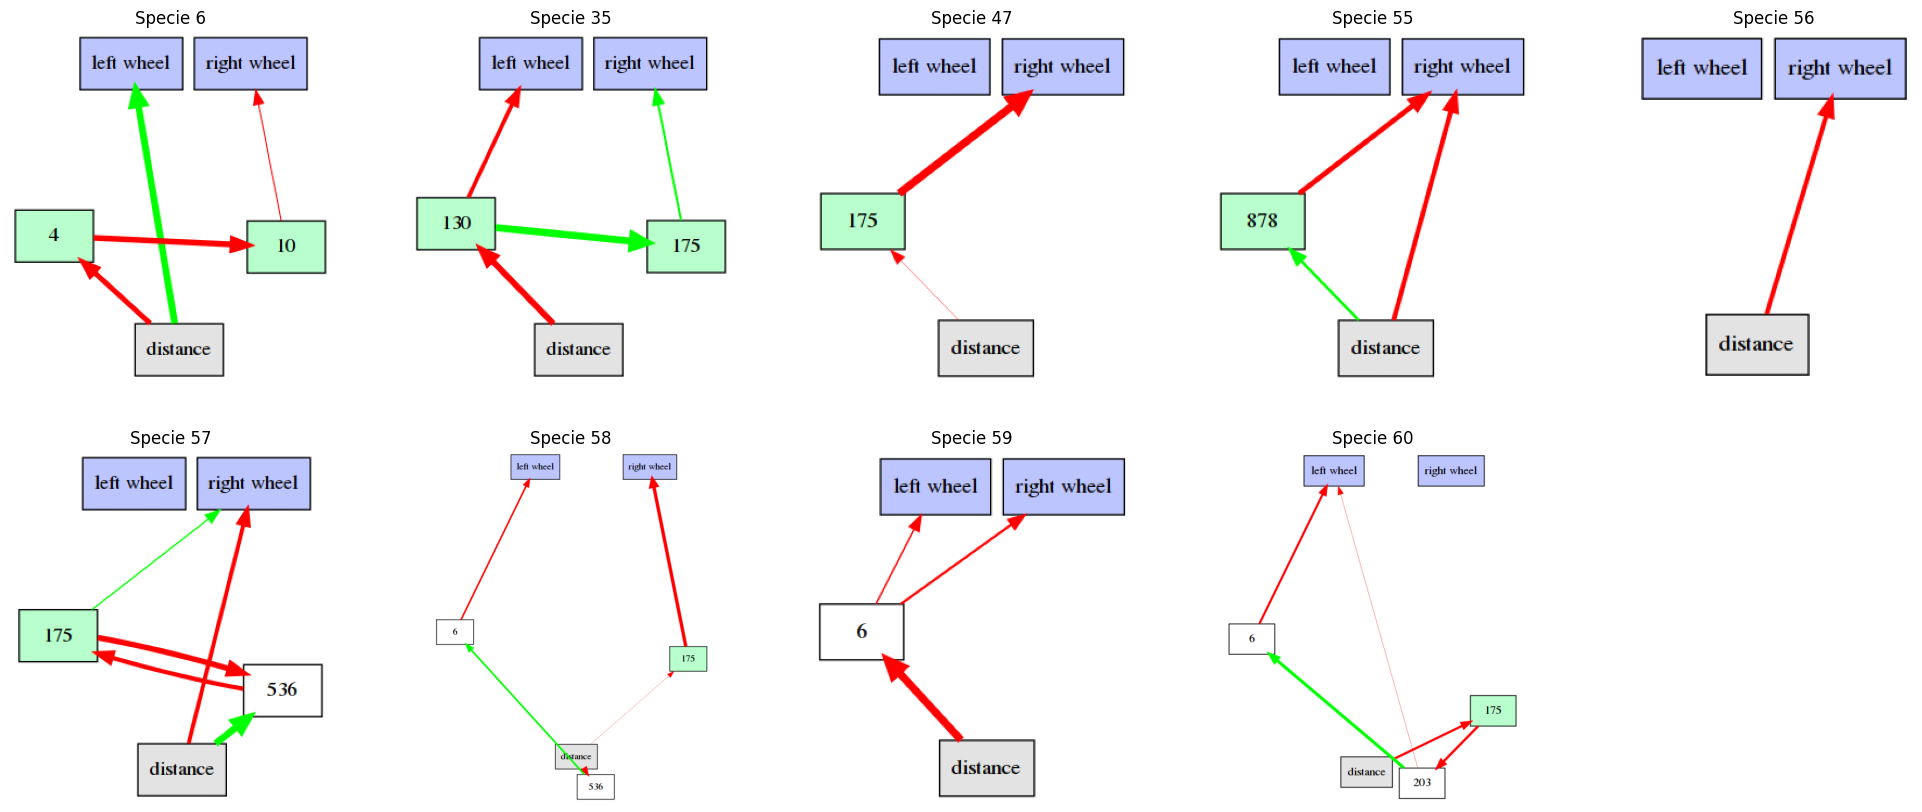 Specie 6
left wheel
right wheel
4
10
distance
Specie 35
left wheel
right wheel
130
175
distance
Specie 47
left wheel
right wheel
175
distance
Specie 55
left wheel
right wheel
878
distance
Specie 56
left wheel
right wheel
distance
Specie 57
left wheel
right wheel
175
536
distance
Specie 58
left wheel
right wheel
6
175
distance
536
Specie 59
left wheel
right wheel
6
distance
Specie 60
left wheel
right wheel
6
175
distance
203